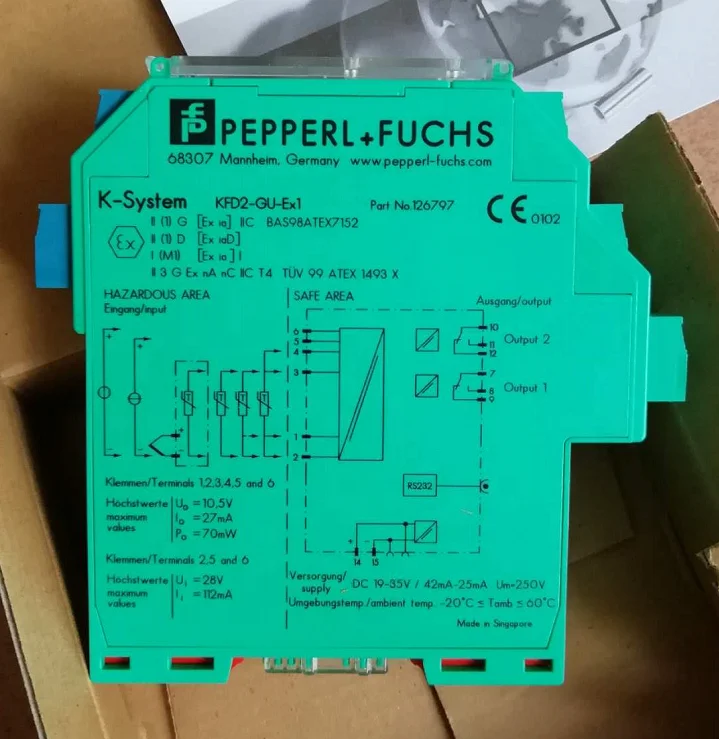 PEPPERL+FUCHS
68307 Mannheim, Germany www.pepperl-fuchs.com
K-System KFD2-GU-Ex1 Part No.126797 CE 0102
Ex
II (1) G [Ex ia] IIC BAS98ATEX7152
II (1) D [Ex iaD]
I (M1) [Ex ia] I
II 3 G Ex nA nC IIC T4 TÜV 99 ATEX 1493 X
HAZARDOUS AREA
Eingang/input
SAFE AREA
Ausgang/output
6
5
4
3
1
2
10
11
12
Output 2
7
8
9
Output 1
RS232
+ -
14 15
Klemmen/Terminals 1,2,3,4,5 and 6
Höchstwerte
maximum
values
Uo = 10,5V
Io = 27mA
Po = 70mW
Klemmen/Terminals 2,5 and 6
Höchstwerte
maximum
values
Ui = 28V
Ii = 112mA
Versorgung/
supply DC 19-35V / 42mA-25mA Um=250V
Umgebungstemp./ambient temp. -20°C ≤ Tamb ≤ 60°C
Made in Singapore